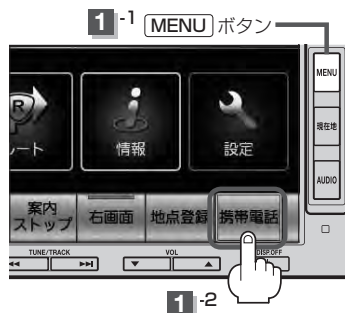 1 -1 MENU ボタン
MENU
現在地
AUDIO
R
ート
情報
設定
案内
ストップ
右画面
地点登録
携帯電話
TUNE/TRACK
VOL
DISP.OFF
1 -2